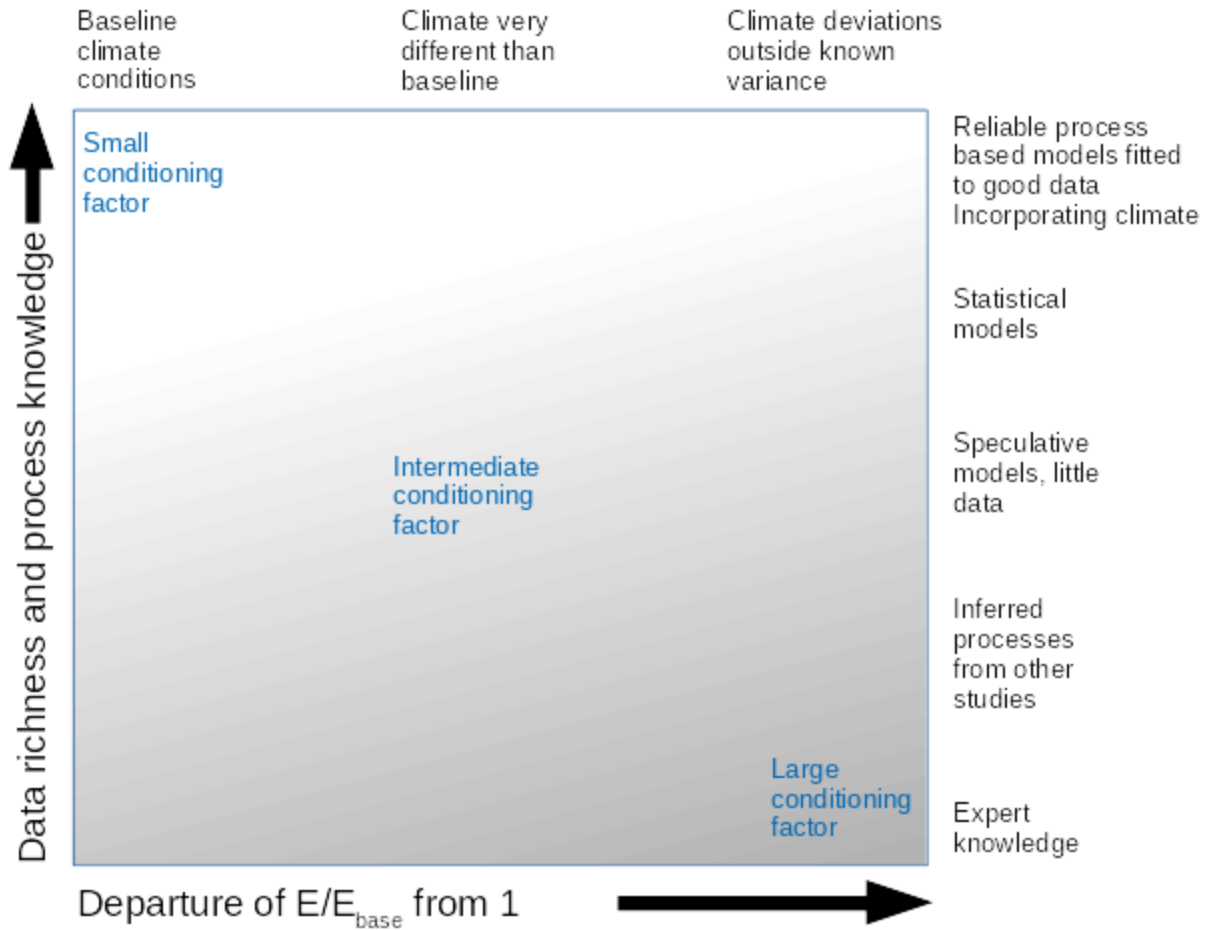 Baseline
climate
conditions
Climate very
different than
baseline
Climate deviations
outside known
variance
Small
conditioning
factor
Intermediate
conditioning
factor
Large
conditioning
factor
Reliable process
based models fitted
to good data
Incorporating climate
Statistical
models
Speculative
models, little
data
Inferred
processes
from other
studies
Expert
knowledge
Data richness and process knowledge
Departure of E/Ebase from 1